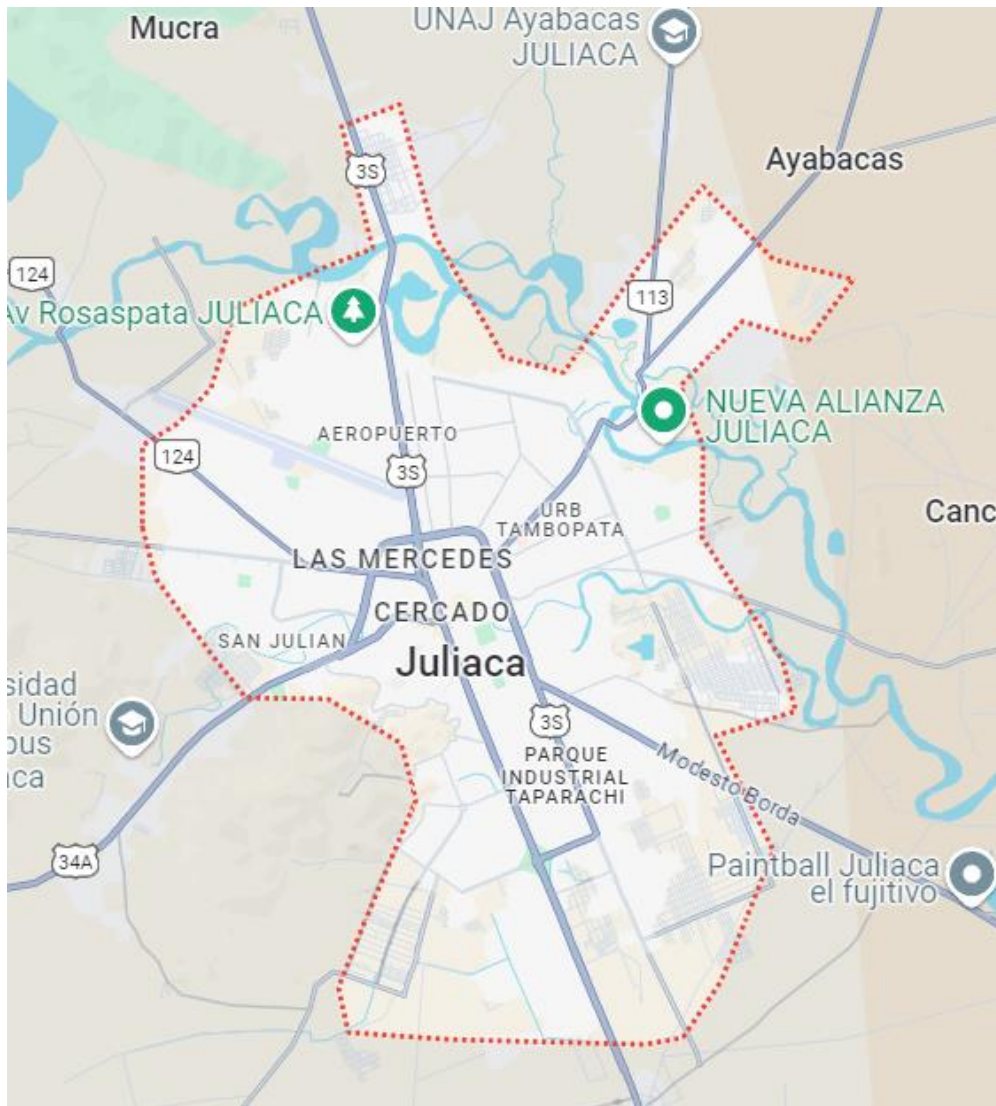 Mucra
UNAJ Ayabacas
JULIACA
Ayabacas
3S
124
113
Av Rosaspata JULIACA
NUEVA ALIANZA
JULIACA
AEROPUERTO
124
3S
URB
TAMBOPATA
Canc
LAS MERCEDES
CERCADO
SAN JULIAN
Juliaca
sidad
Unión
pus
aca
3S
PARQUE
INDUSTRIAL
TAPARACHI
Modesto Borda
34A
Paintball Juliaca
el fujitivo